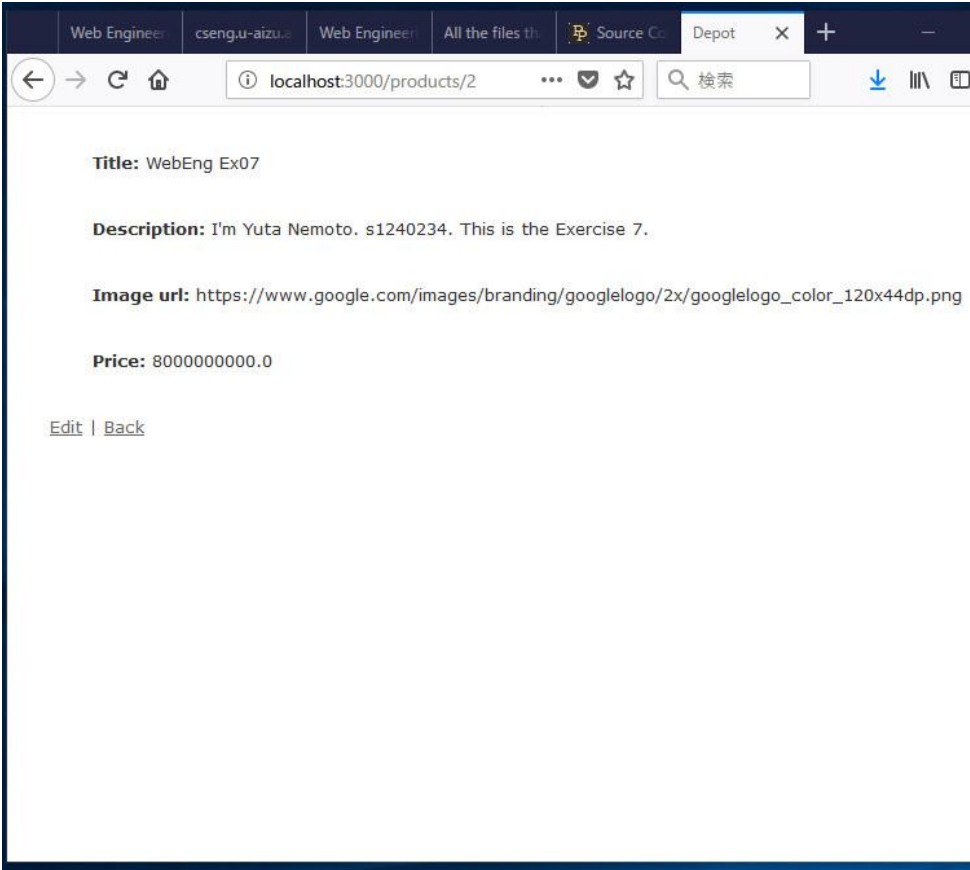 Web Engineer cseng.u-aizu.a Web Engineer All the files th Source Co Depot
localhost:3000/products/2 検索
Title: WebEng Ex07
Description: I'm Yuta Nemoto. s1240234. This is the Exercise 7.
Image url: https://www.google.com/images/branding/googlelogo/2x/googlelogo_color_120x44dp.png
Price: 8000000000.0
Edit | Back